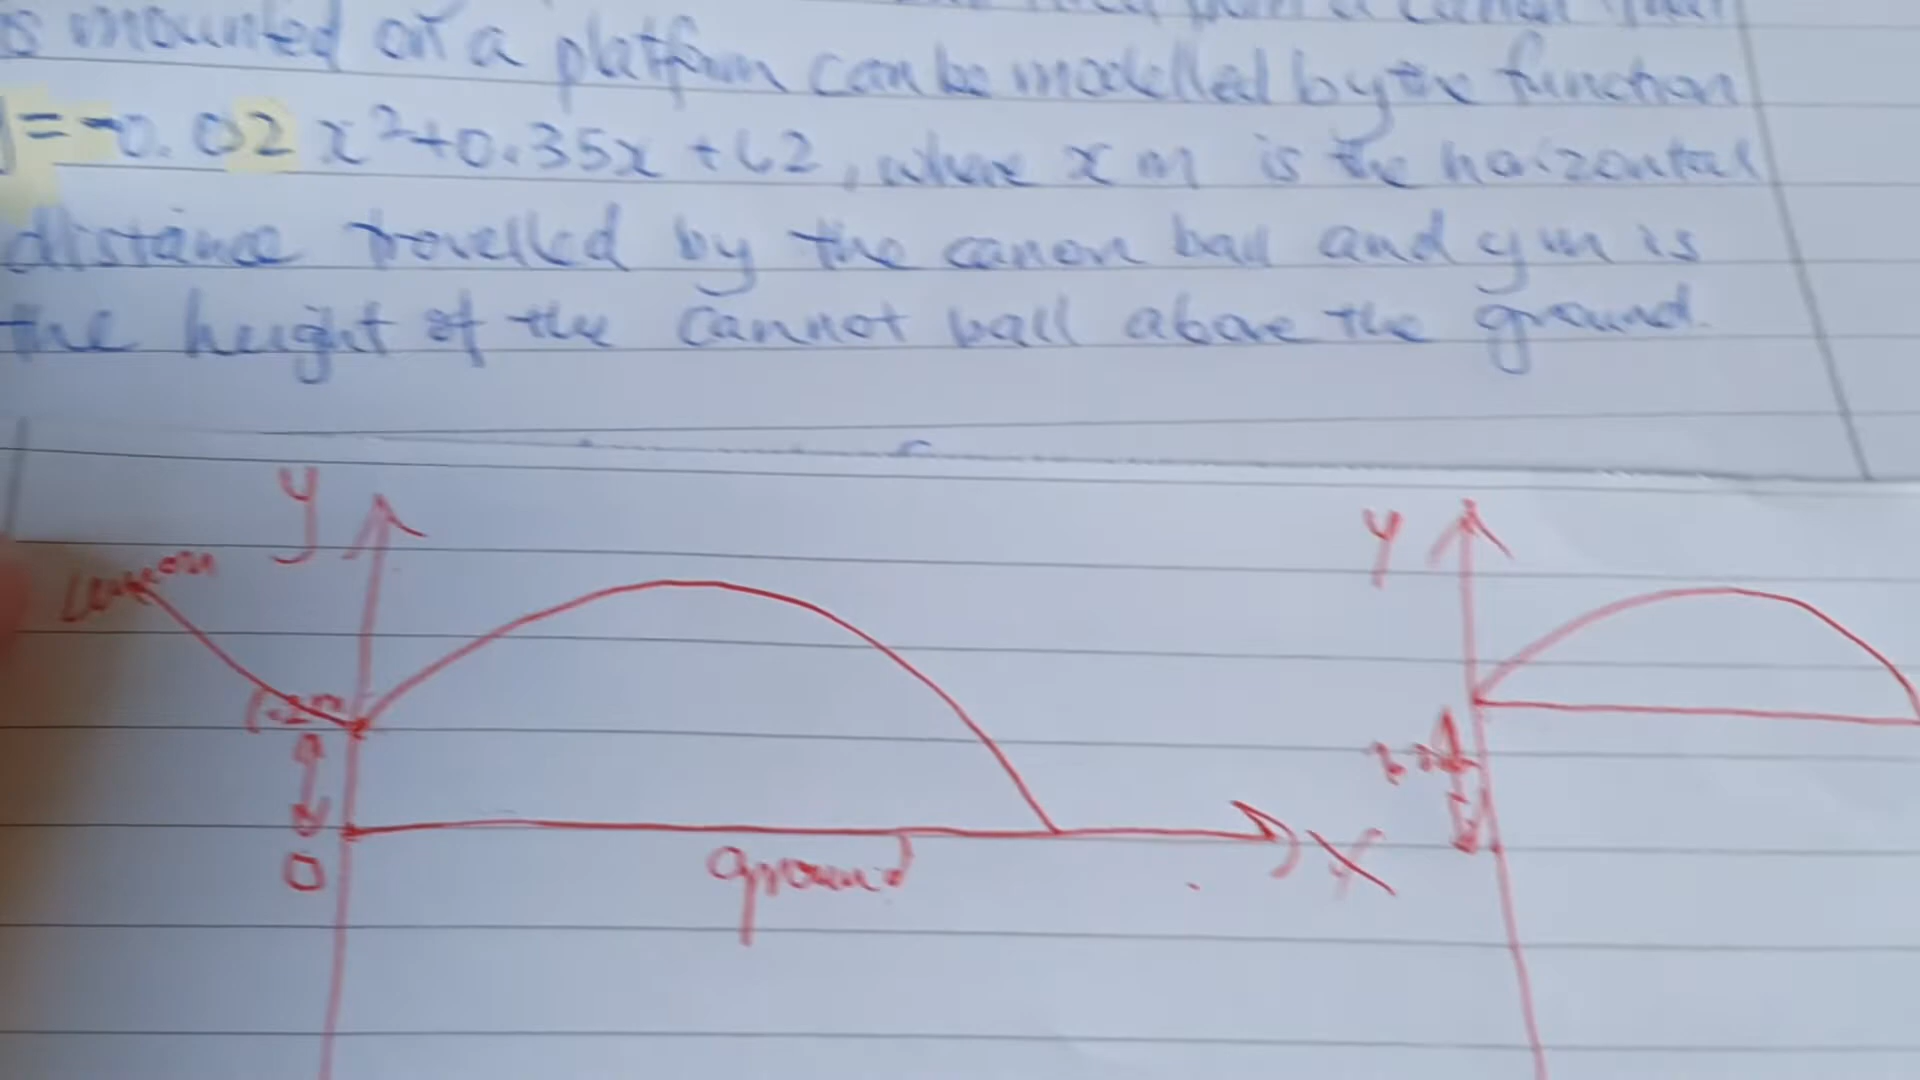 is mounted on a platform can be modelled by the function
y=-0.02x²+0.35x+1.2, where x m is the horizontal
distance travelled by the canon ball and y m is
the height of the cannot ball above the ground.
y
y
1.2m
0
ground
X